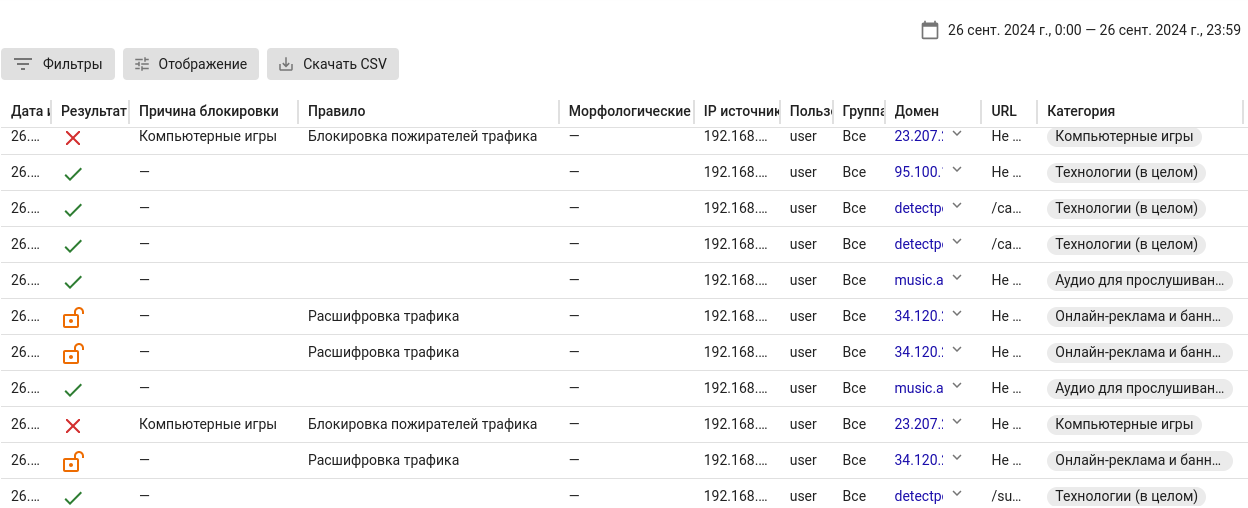 26 сент. 2024 г., 0:00 — 26 сент. 2024 г., 23:59
Фильтры Отображение Скачать CSV
Дата и Результат Причина блокировки Правило Морфологические IP источник Польз Группа Домен URL Категория
26.… Компьютерные игры Блокировка пожирателей трафика — 192.168.… user Все 23.207.: Не … Компьютерные игры
26.… — — 192.168.… user Все 95.100. Не … Технологии (в целом)
26.… — — 192.168.… user Все detectp /ca… Технологии (в целом)
26.… — — 192.168.… user Все detectp /ca… Технологии (в целом)
26.… — — 192.168.… user Все music.a Не … Аудио для прослушиван…
26.… — Расшифровка трафика — 192.168.… user Все 34.120.: Не … Онлайн-реклама и банн…
26.… — Расшифровка трафика — 192.168.… user Все 34.120.: Не … Онлайн-реклама и банн…
26.… — — 192.168.… user Все music.a Не … Аудио для прослушиван…
26.… Компьютерные игры Блокировка пожирателей трафика — 192.168.… user Все 23.207.: Не … Компьютерные игры
26.… — Расшифровка трафика — 192.168.… user Все 34.120.: Не … Онлайн-реклама и банн…
26.… — — 192.168.… user Все detectp /su… Технологии (в целом)